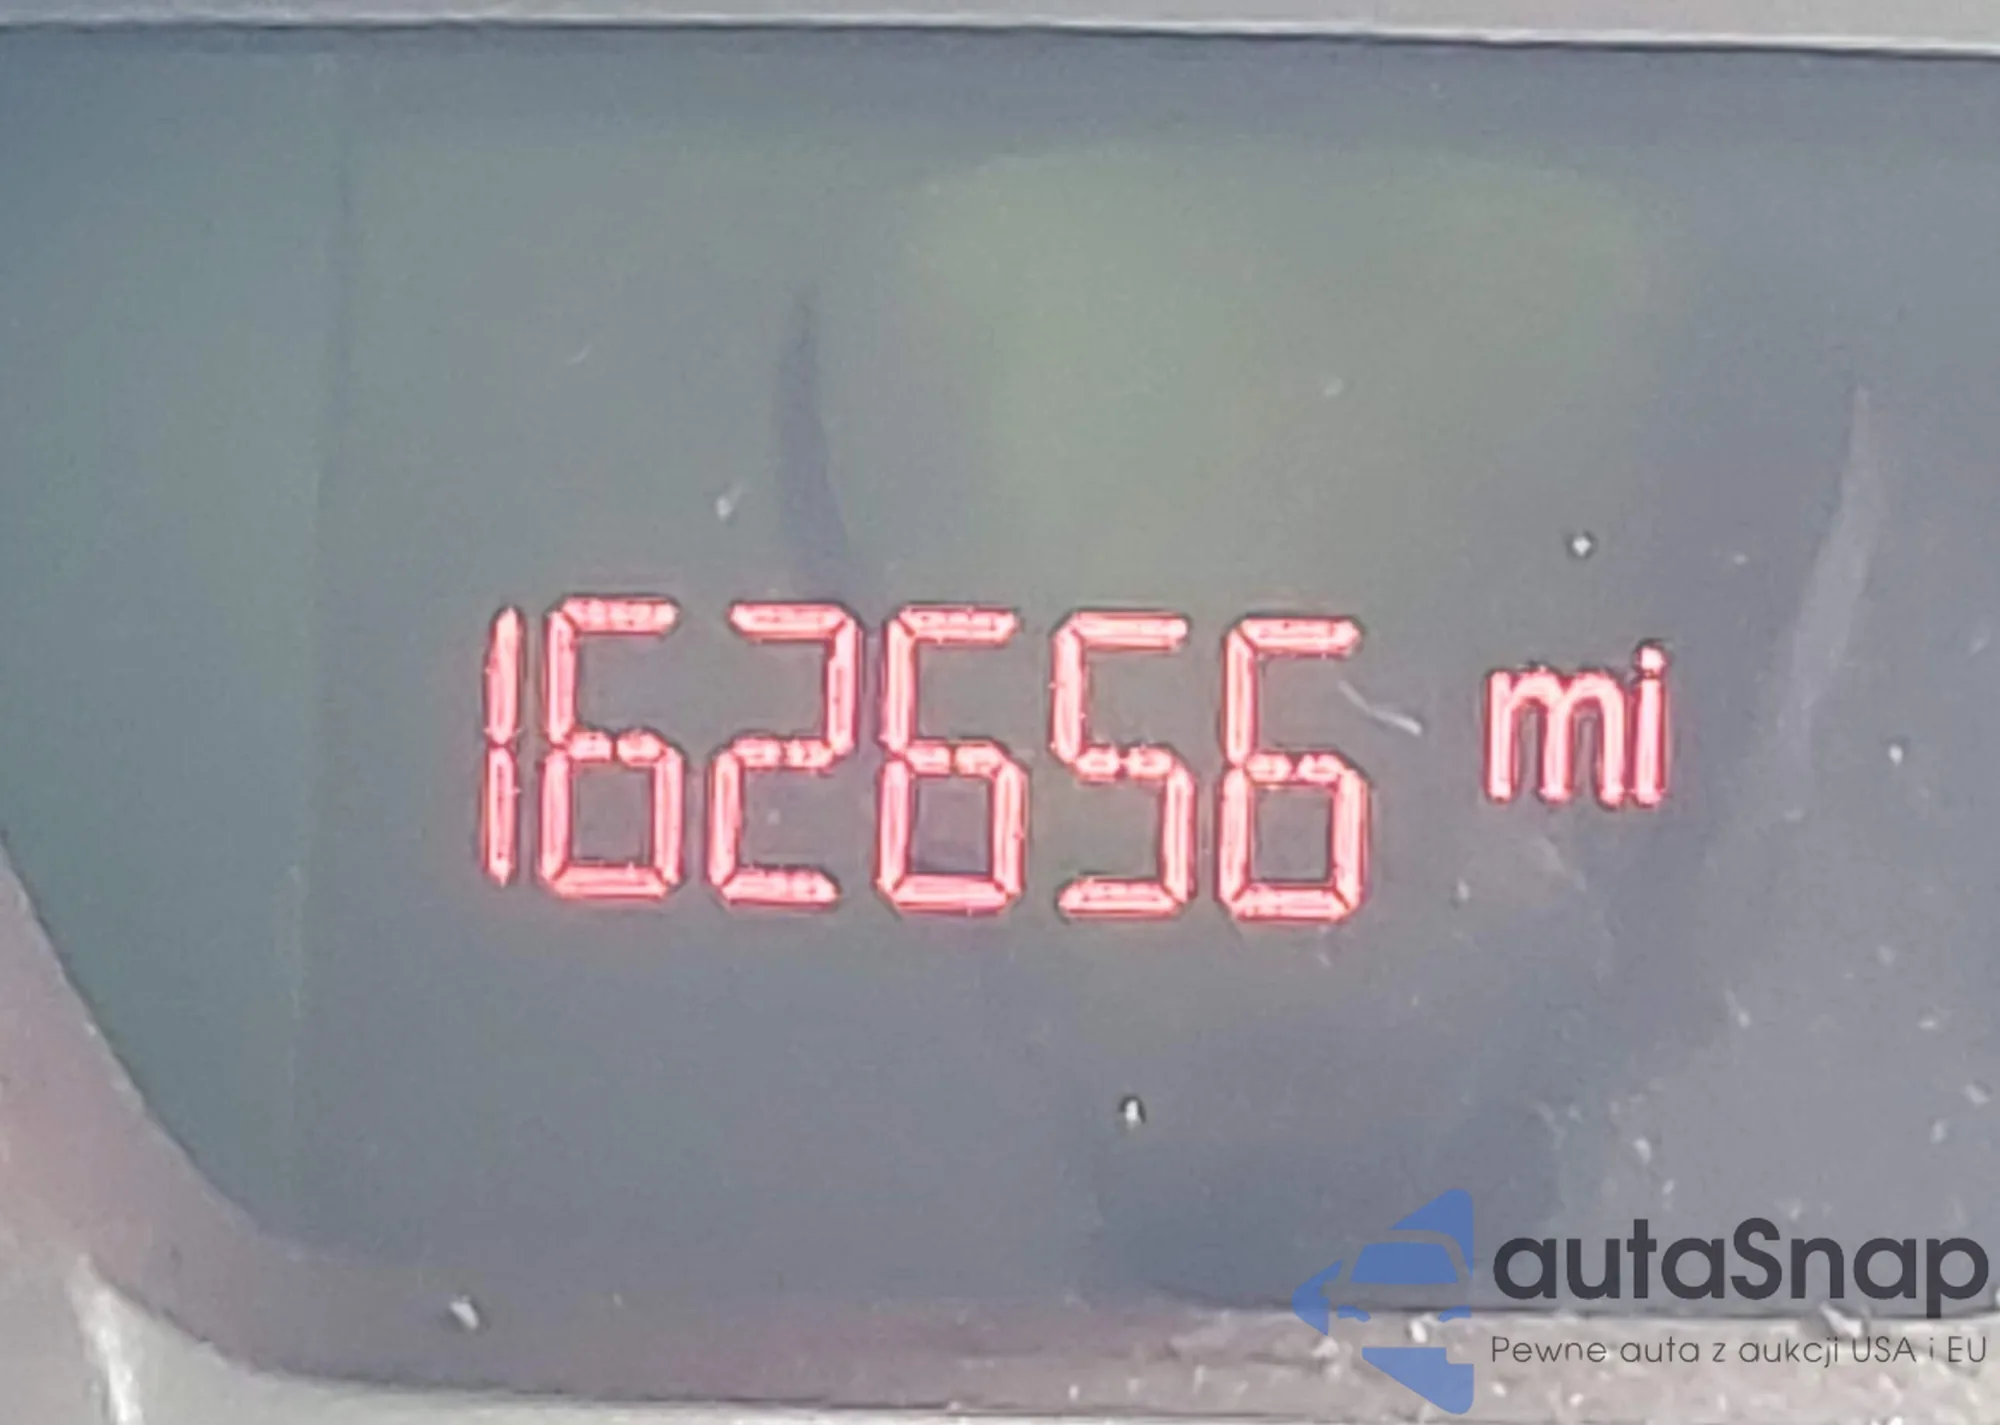 162656 mi
autaSnap
Pewne auta z aukcji USA i EU